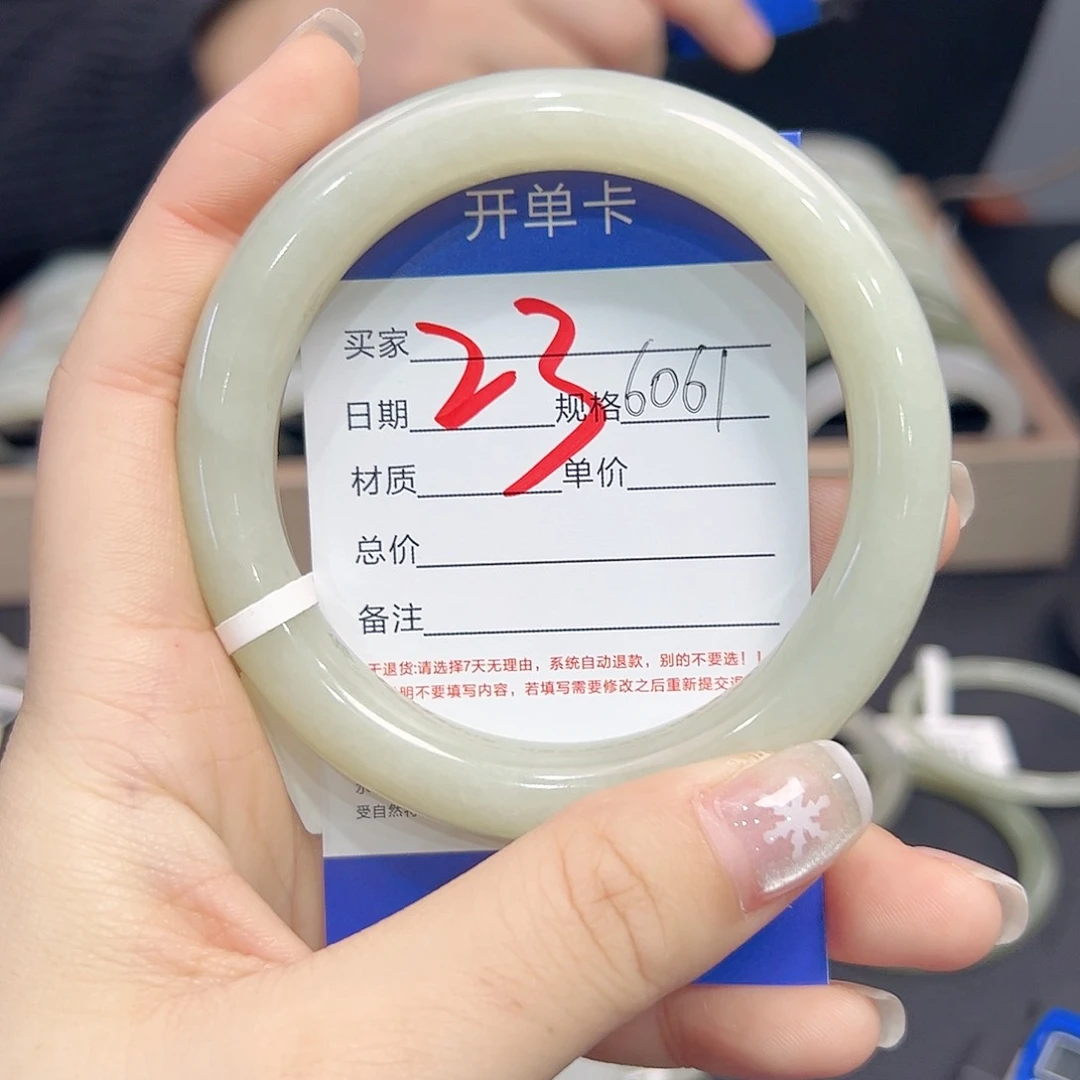 开单卡
买家
23
日期 规格 6061
材质 单价
总价
备注
退货:请选择7天无理由，系统自动退款，别的不要选！！
明不要填写内容，若填写需要修改之后重新提交
受自然